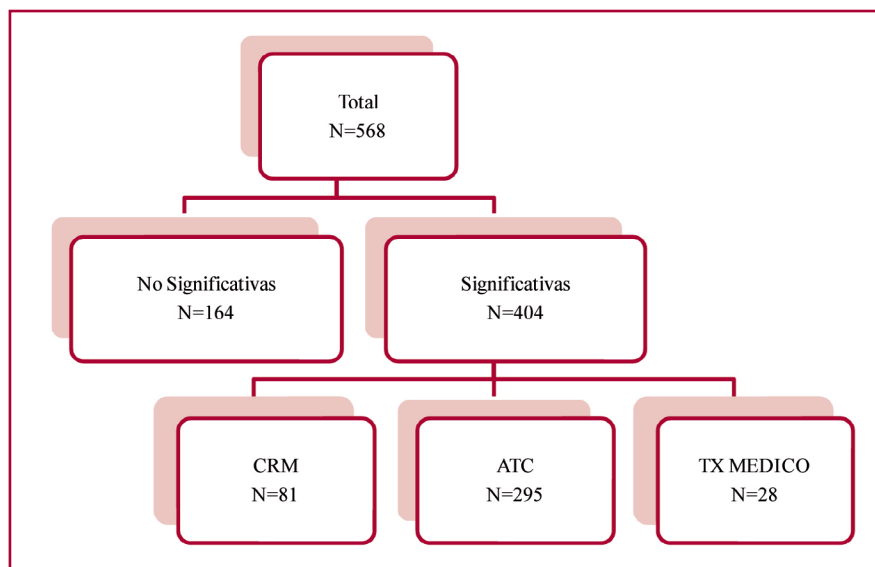 Total
N=568
No Significativas
N=164
Significativas
N=404
CRM
N=81
ATC
N=295
TX MEDICO
N=28